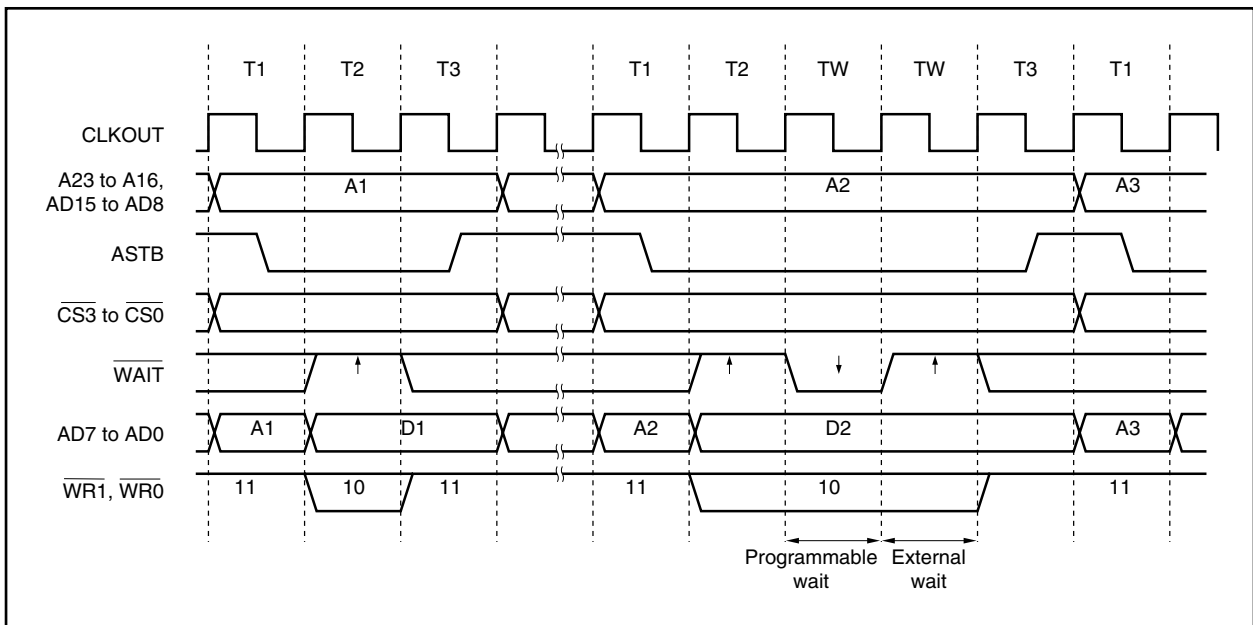 T1 T2 T3 T1 T2 TW TW T3 T1
CLKOUT
A23 to A16,
AD15 to AD8
A1 A2 A3
ASTB
CS3 to CS0
WAIT
AD7 to AD0 A1 D1 A2 D2 A3
WR1, WR0 11 10 11 11 10 11
Programmable
wait
External
wait